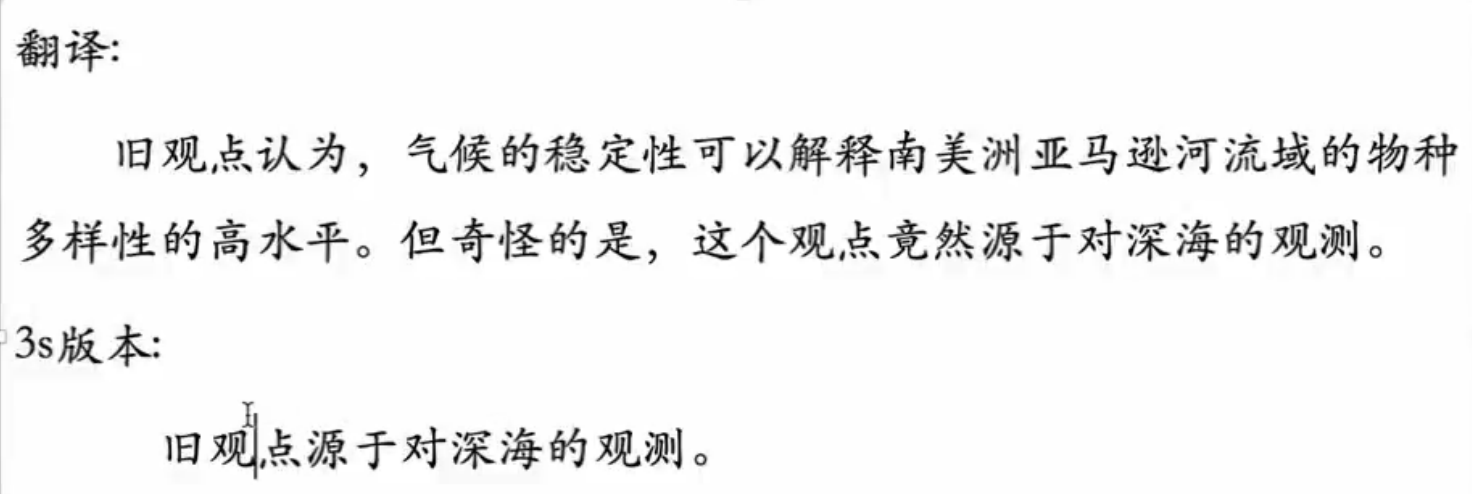 翻译:
旧观点认为，气候的稳定性可以解释南美洲亚马逊河流域的物种
多样性的高水平。但奇怪的是，这个观点竟然源于对深海的观测。
3s版本:
旧观点源于对深海的观测。